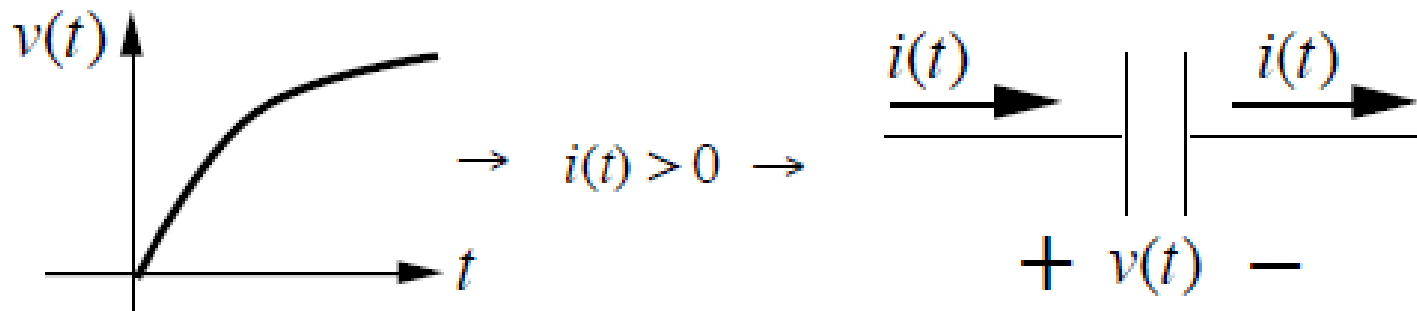 v(t)
t
→ i(t) > 0 →
i(t) i(t)
+ v(t) −